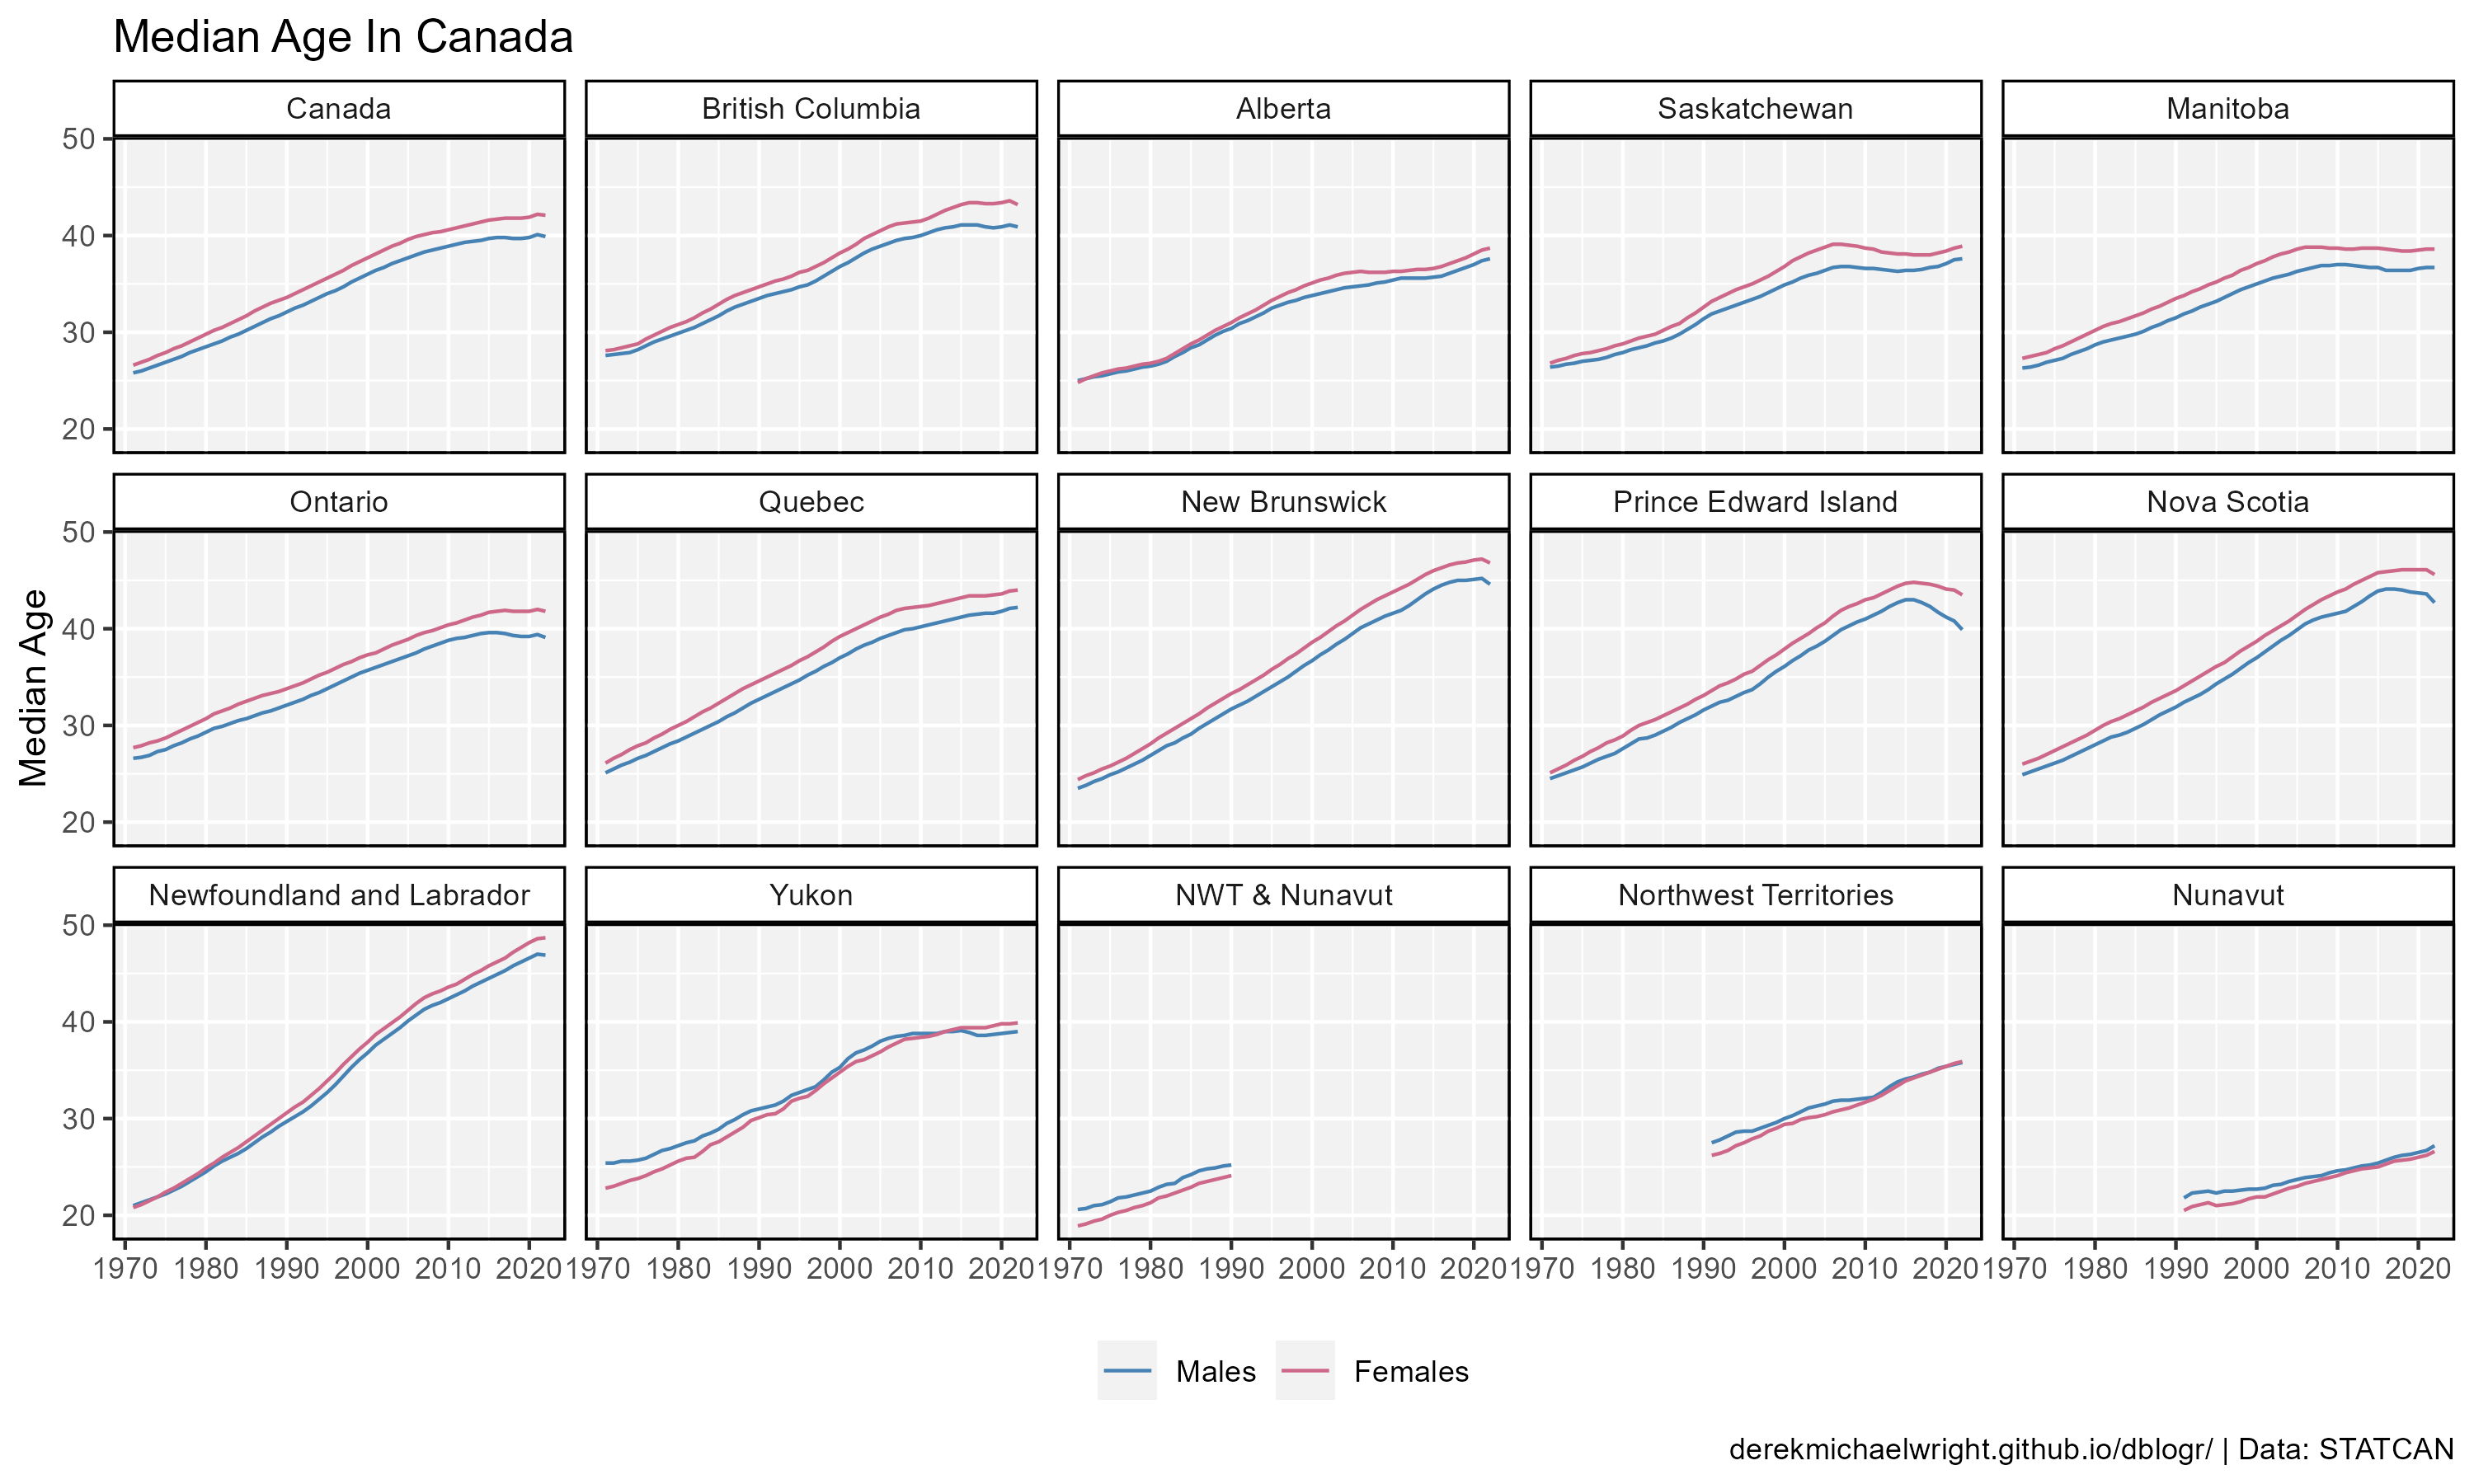 Median Age In Canada
Canada British Columbia Alberta Saskatchewan Manitoba
50
40
30
20
Ontario Quebec New Brunswick Prince Edward Island Nova Scotia
50
40
30
20
Median Age
Newfoundland and Labrador Yukon NWT & Nunavut Northwest Territories Nunavut
50
40
30
20
1970 1980 1990 2000 2010 2020 1970 1980 1990 2000 2010 2020 1970 1980 1990 2000 2010 2020 1970 1980 1990 2000 2010 2020 1970 1980 1990 2000 2010 2020
Males Females
derekmichaelwright.github.io/dblogr/ | Data: STATCAN